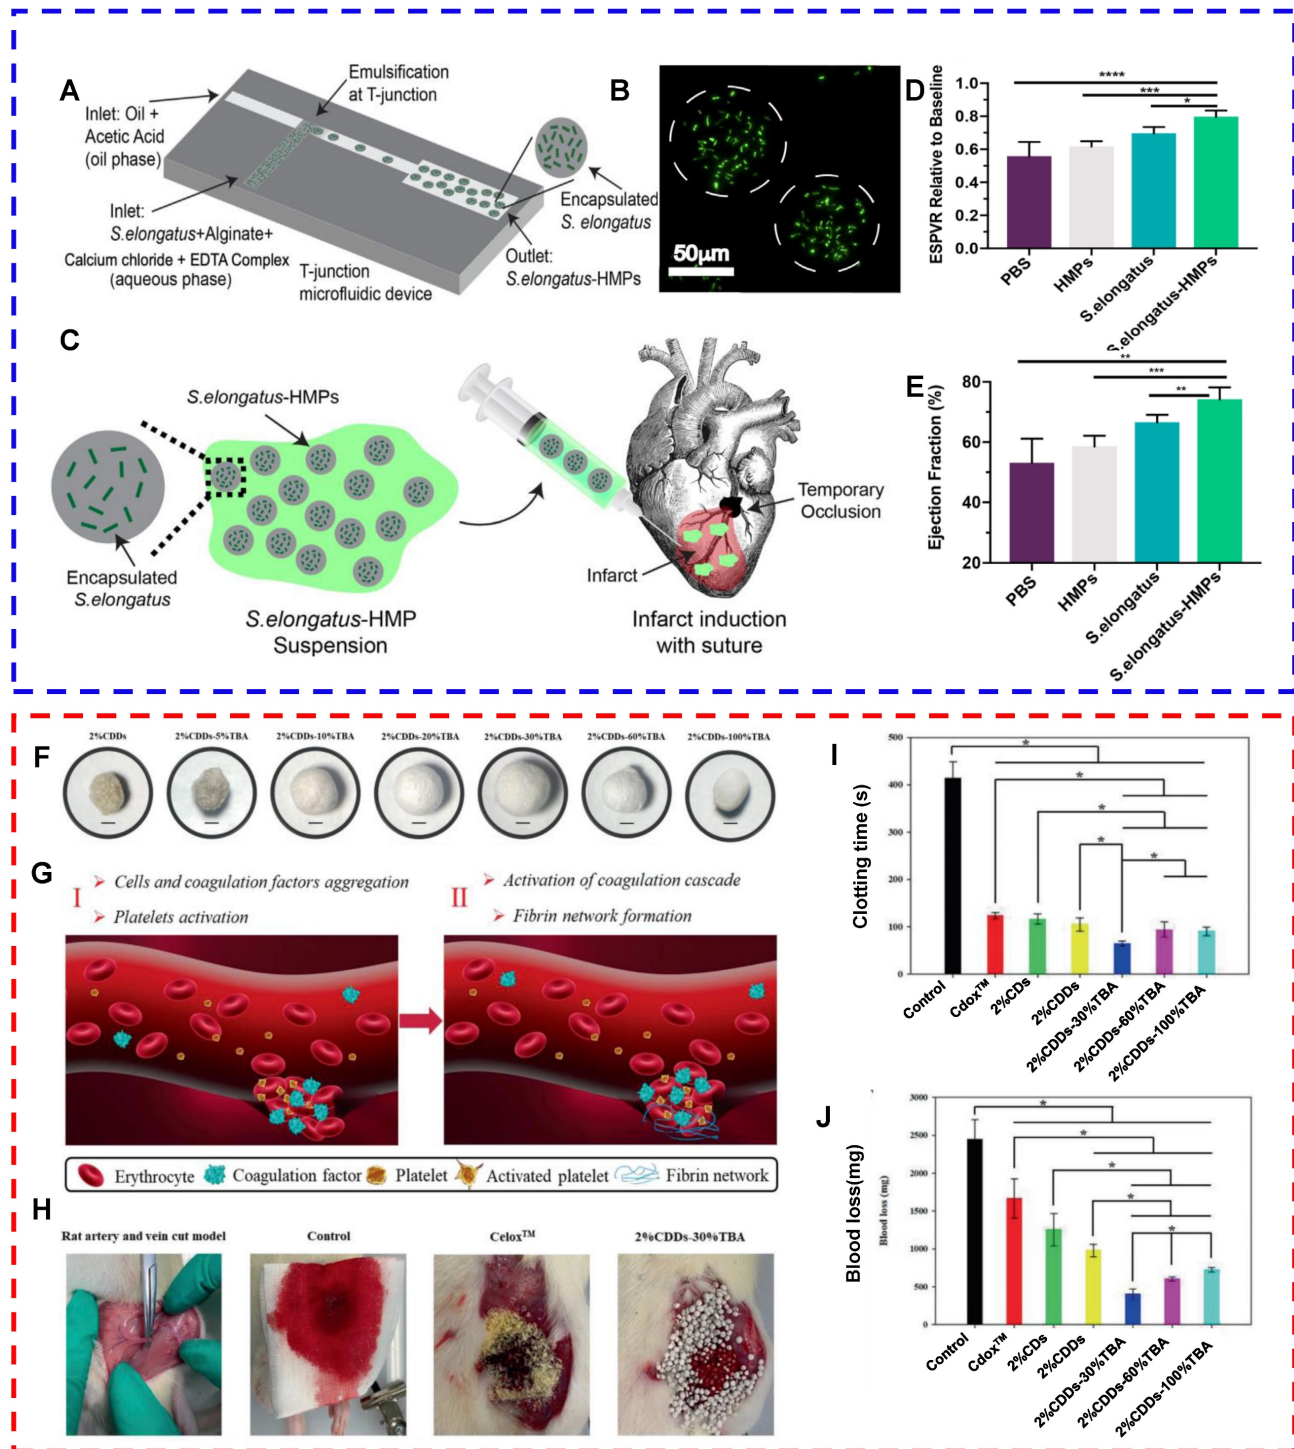 A
Inlet: Oil +
Acetic Acid
(oil phase)
Emulsification
at T-junction
Encapsulated
S. elongatus
Inlet:
S.elongatus+Alginate+
Calcium chloride + EDTA Complex
(aqueous phase)
T-junction
microfluidic device
Outlet:
S.elongatus-HMPs
B
50μm
D
ESPVR Relative to Baseline
1.0
0.8
0.6
0.4
0.2
0.0
****
***
*
PBS
HMPs
S.elongatus
S.elongatus-HMPs
C
S.elongatus-HMPs
Encapsulated
S.elongatus
S.elongatus-HMP
Suspension
Temporary
Occlusion
Infarct
Infarct induction
with suture
E
Ejection Fraction (%)
80
60
40
20
**
***
**
PBS
HMPs
S.elongatus
S.elongatus-HMPs
F
2%CDDs
2%CDDs-5%TBA
2%CDDs-10%TBA
2%CDDs-20%TBA
2%CDDs-30%TBA
2%CDDs-60%TBA
2%CDDs-100%TBA
G
I
➢ Cells and coagulation factors aggregation
➢ Platelets activation
II
➢ Activation of coagulation cascade
➢ Fibrin network formation
Erythrocyte
Coagulation factor
Platelet
Activated platelet
Fibrin network
H
Rat artery and vein cut model
Control
Celox™
2%CDDs-30%TBA
I
Clotting time (s)
500
400
300
200
100
0
*
*
*
*
*
Control
Cdox™
2%CDs
2%CDDs
2%CDDs-30%TBA
2%CDDs-60%TBA
2%CDDs-100%TBA
J
Blood loss(mg)
Blood loss (mg)
3000
2500
2000
1500
1000
500
0
*
*
*
*
*
Control
Cdox™
2%CDs
2%CDDs
2%CDDs-30%TBA
2%CDDs-60%TBA
2%CDDs-100%TBA